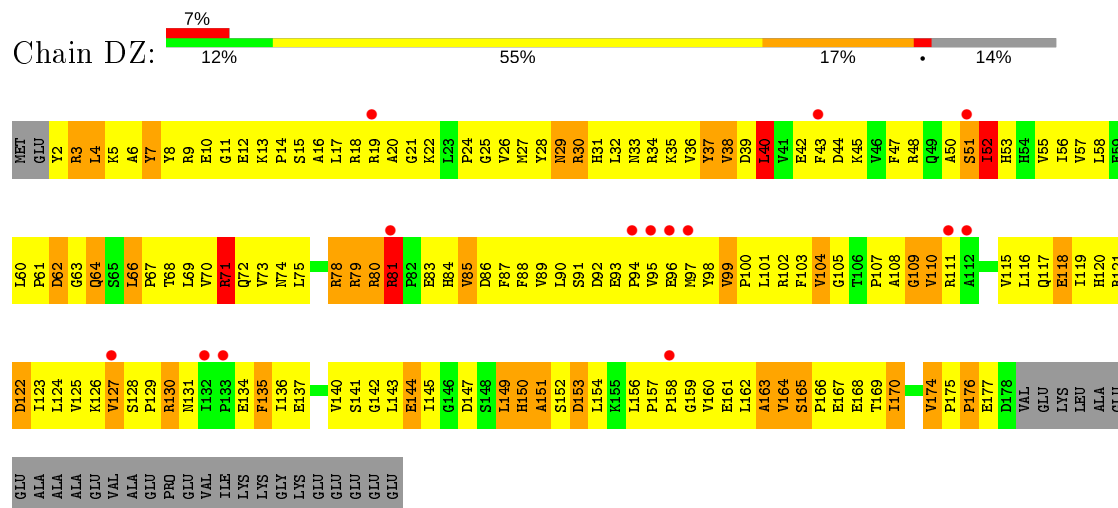 7%
Chain DZ:
12% 55% 17% • 14%
MET GLU Y2 R3 L4 K5 A6 Y7 Y8 R9 E10 G11 E12 K13 P14 S15 A16 L17 R18 R19 A20 G21 K22 L23 P24 G25 V26 M27 Y28 N29 R30 H31 L32 N33 R34 K35 V36 Y37 V38 D39 L40 V41 E42 F43 D44 K45 V46 F47 R48 Q49 A50 S51 I52 H53 H54 V55 I56 V57 L58 E59
L60 P61 D62 G63 Q64 S65 L66 P67 T68 L69 V70 R71 Q72 V73 N74 L75 R78 R79 R80 R81 P82 E83 H84 V85 D86 F87 F88 V89 L90 S91 D92 E93 P94 V95 E96 M97 Y98 V99 P100 L101 R102 F103 V104 G105 T106 P107 A108 G109 V110 R111 A112 V115 L116 Q117 E118 I119 H120 R121
D122 I123 L124 V125 K126 V127 S128 P129 R130 N131 I132 P133 E134 F135 I136 E137 V140 S141 G142 L143 E144 I145 G146 D147 S148 L149 H150 A151 S152 D153 L154 K155 L156 P157 P158 G159 V160 E161 L162 A163 V164 S165 P166 E167 E168 T169 I170 V174 P175 P176 E177 D178 VAL GLU LYS LEU ALA GLU
GLU ALA ALA ALA GLU VAL ALA GLU PRO GLU VAL ILE LYS LYS GLY LYS GLU GLU GLU GLU GLU